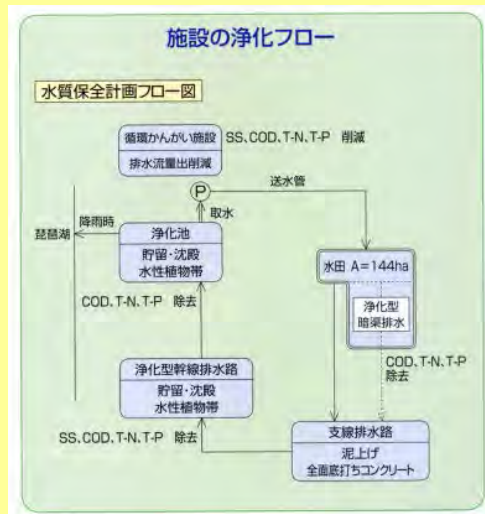 施設の浄化フロー
水質保全計画フロー図
循環かんがい施設
排水流量出削減
SS、COD、T-N、T-P 削減
P
送水管
取水
降雨時
琵琶湖
浄化池
貯留・沈殿
水性植物帯
水田 A=144ha
浄化型
暗渠排水
COD、T-N、T-P 除去
COD、T-N、T-P
除去
浄化型幹線排水路
貯留・沈殿
水性植物帯
SS、COD、T-N、T-P 除去
支線排水路
泥上げ
全面底打ちコンクリート